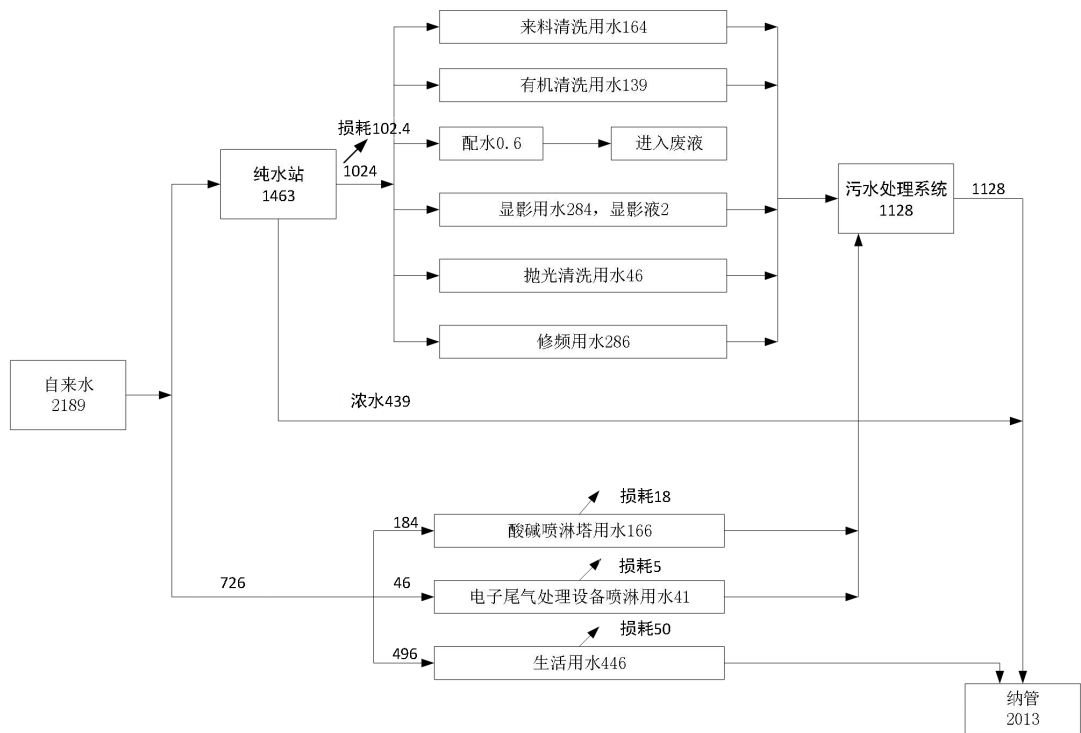 来料清洗用水164
有机清洗用水139
损耗102.4
配水0.6
进入废液
纯水站
1463
1024
污水处理系统
1128
1128
显影用水284，显影液2
抛光清洗用水46
修频用水286
自来水
2189
浓水439
损耗18
184
酸碱喷淋塔用水166
损耗5
726
46
电子尾气处理设备喷淋用水41
损耗50
496
生活用水446
纳管
2013